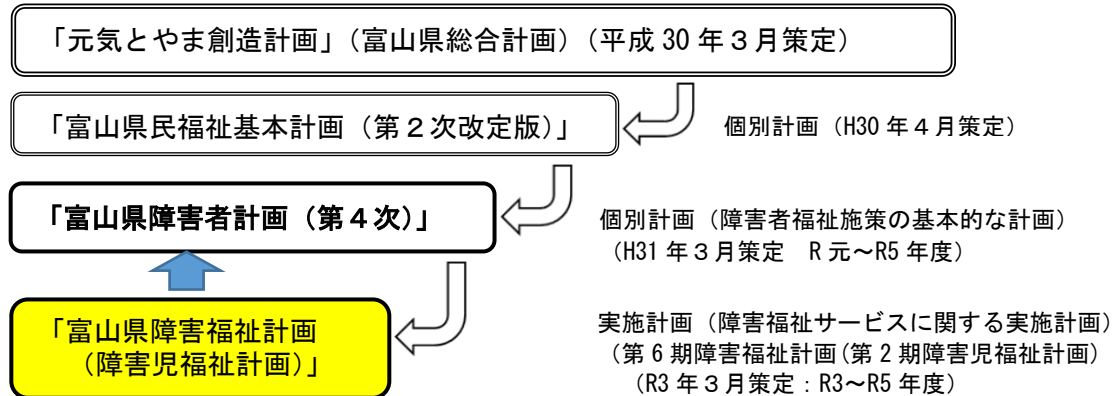 「元気とやま創造計画」(富山県総合計画)(平成 30 年３月策定)
「富山県民福祉基本計画(第２次改定版)」
個別計画(H30 年４月策定)
「富山県障害者計画(第４次)」
個別計画(障害者福祉施策の基本的な計画)
(H31 年３月策定　R 元～R5 年度)
「富山県障害福祉計画
(障害児福祉計画)」
実施計画(障害福祉サービスに関する実施計画)
(第 6 期障害福祉計画(第 2 期障害児福祉計画)
(R3 年３月策定：R3～R5 年度)